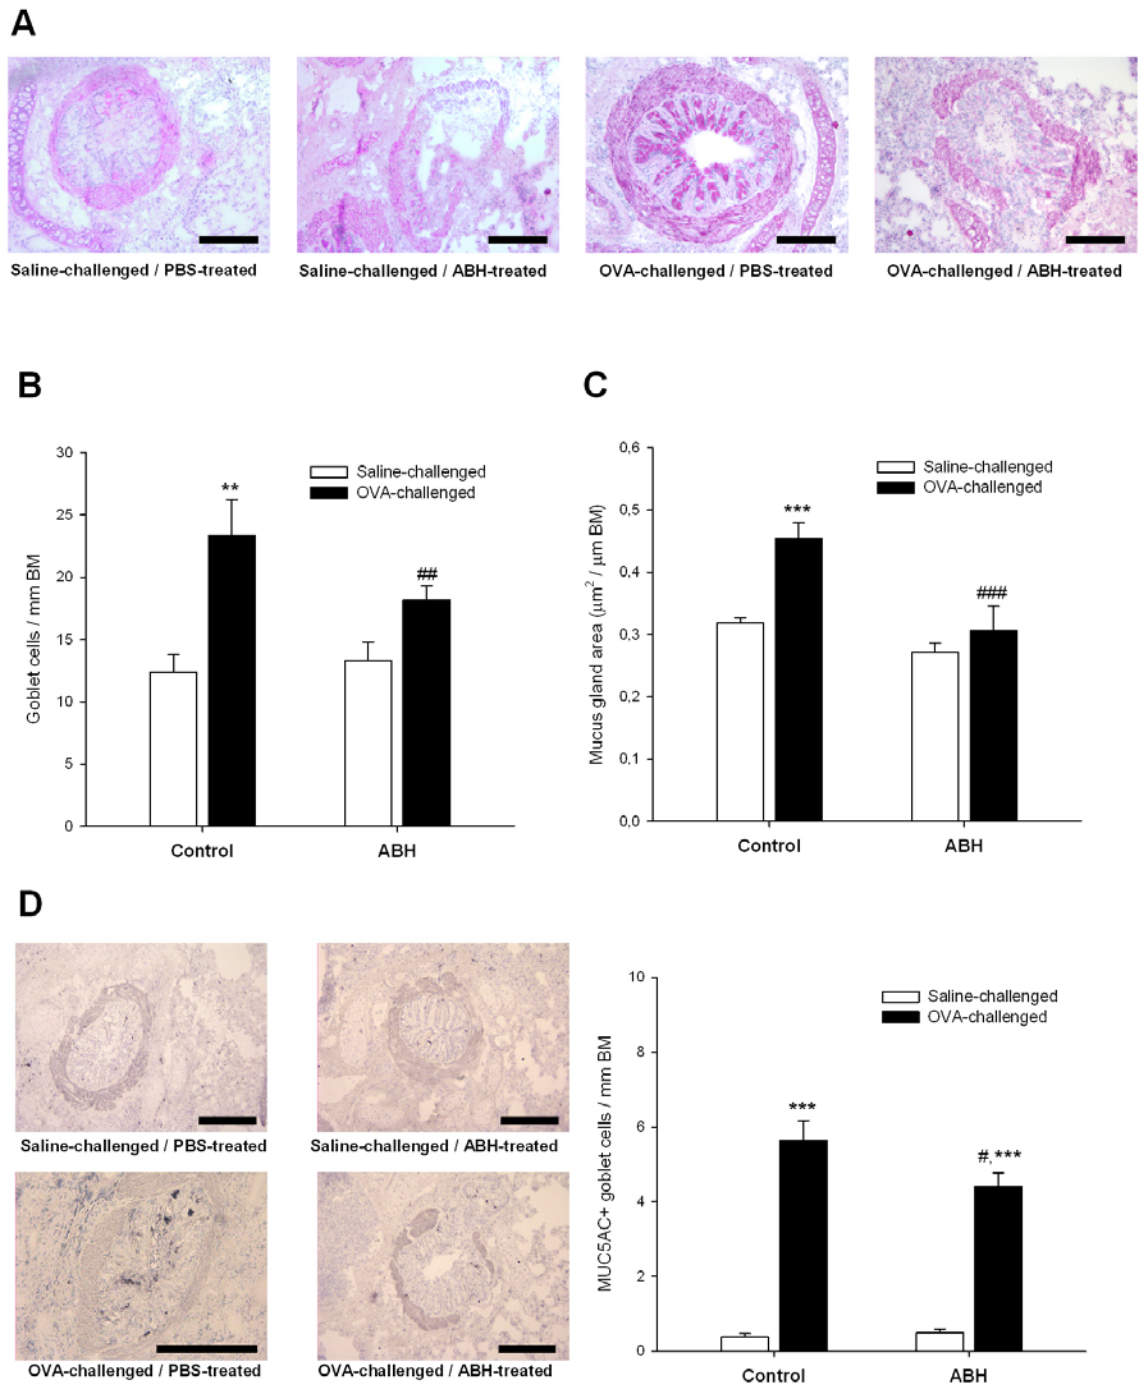 A
Saline-challenged / PBS-treated
Saline-challenged / ABH-treated
OVA-challenged / PBS-treated
OVA-challenged / ABH-treated
B
30
25
20
15
10
5
0
Goblet cells / mm BM
Saline-challenged
OVA-challenged
**
##
Control
ABH
C
0,6
0,5
0,4
0,3
0,2
0,1
0,0
Mucus gland area (µm² / µm BM)
Saline-challenged
OVA-challenged
***
###
Control
ABH
D
Saline-challenged / PBS-treated
Saline-challenged / ABH-treated
OVA-challenged / PBS-treated
OVA-challenged / ABH-treated
10
8
6
4
2
0
MUC5AC+ goblet cells / mm BM
Saline-challenged
OVA-challenged
***
#,***
Control
ABH